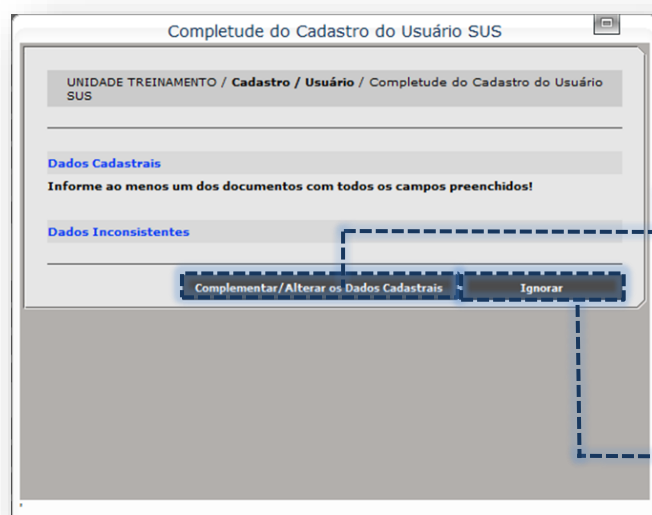 Completude do Cadastro do Usuário SUS
UNIDADE TREINAMENTO / Cadastro / Usuário / Completude do Cadastro do Usuário
SUS
Dados Cadastrais
Informe ao menos um dos documentos com todos os campos preenchidos!
Dados Inconsistentes
Complementar/Alterar os Dados Cadastrais
Ignorar